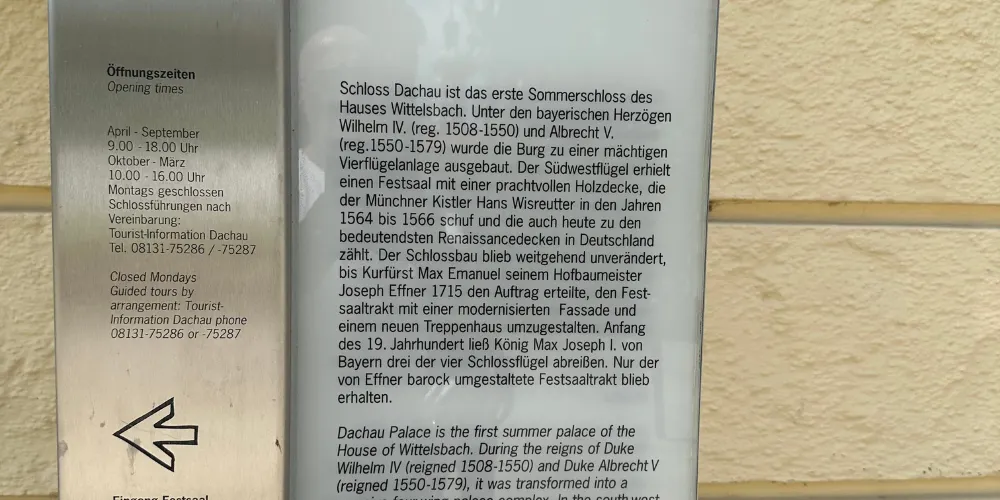 Öffnungszeiten
Opening times
April - September
9.00 - 18.00 Uhr
Oktober - März
10.00 - 16.00 Uhr
Montags geschlossen
Schlossführungen nach
Vereinbarung:
Tourist-Information Dachau
Tel. 08131-75286 / -75287
Closed Mondays
Guided tours by
arrangement: Tourist-
Information Dachau phone
08131-75286 or -75287
Eingang Festsaal
Schloss Dachau ist das erste Sommerschloss des
Hauses Wittelsbach. Unter den bayerischen Herzögen
Wilhelm IV. (reg. 1508-1550) und Albrecht V.
(reg.1550-1579) wurde die Burg zu einer mächtigen
Vierflügelanlage ausgebaut. Der Südwestflügel erhielt
einen Festsaal mit einer prachtvollen Holzdecke, die
der Münchner Kistler Hans Wisreutter in den Jahren
1564 bis 1566 schuf und die auch heute zu den
bedeutendsten Renaissancedecken in Deutschland
zählt. Der Schlossbau blieb weitgehend unverändert,
bis Kurfürst Max Emanuel seinem Hofbaumeister
Joseph Effner 1715 den Auftrag erteilte, den Fest-
saaltrakt mit einer modernisierten Fassade und
einem neuen Treppenhaus umzugestalten. Anfang
des 19. Jahrhundert ließ König Max Joseph I. von
Bayern drei der vier Schlossflügel abreißen. Nur der
von Effner barock umgestaltete Festsaaltrakt blieb
erhalten.
Dachau Palace is the first summer palace of the
House of Wittelsbach. During the reigns of Duke
Wilhelm IV (reigned 1508-1550) and Duke Albrecht V
(reigned 1550-1579), it was transformed into a
four-wing palace complex. In the south-west